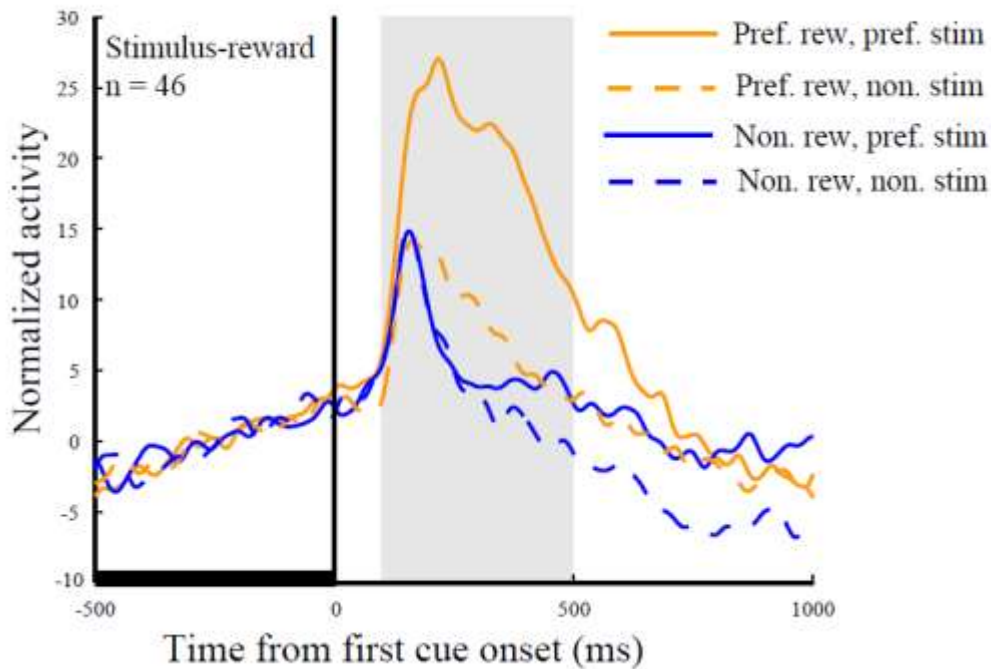 30
Stimulus-reward
n = 46
25
20
15
10
5
0
-5
-10
Normalized activity
-500
0
500
1000
Time from first cue onset (ms)
Pref. rew, pref. stim
Pref. rew, non. stim
Non. rew, pref. stim
Non. rew, non. stim